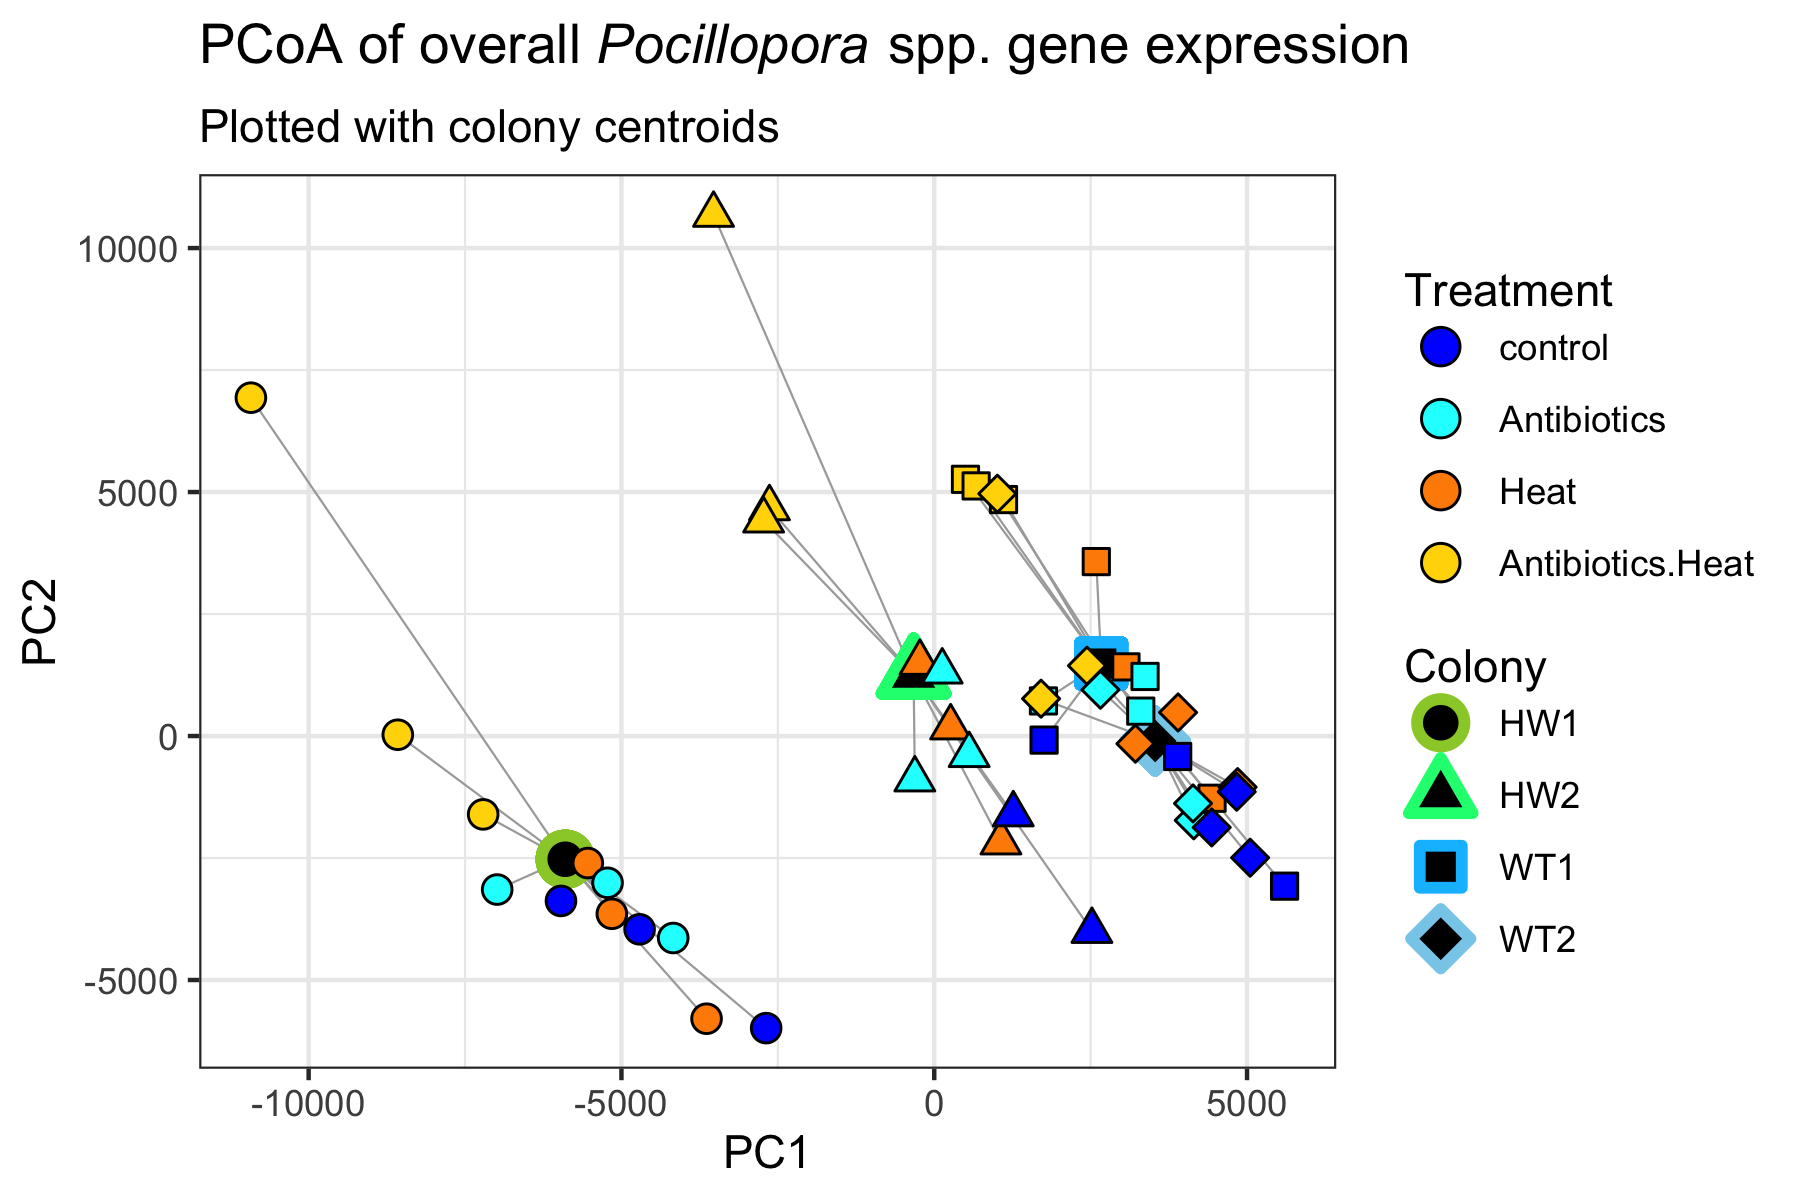 PCoA of overall Pocillopora spp. gene expression
Plotted with colony centroids
10000
5000
0
-5000
PC2
-10000
-5000
0
5000
PC1
Treatment
control
Antibiotics
Heat
Antibiotics.Heat
Colony
HW1
HW2
WT1
WT2